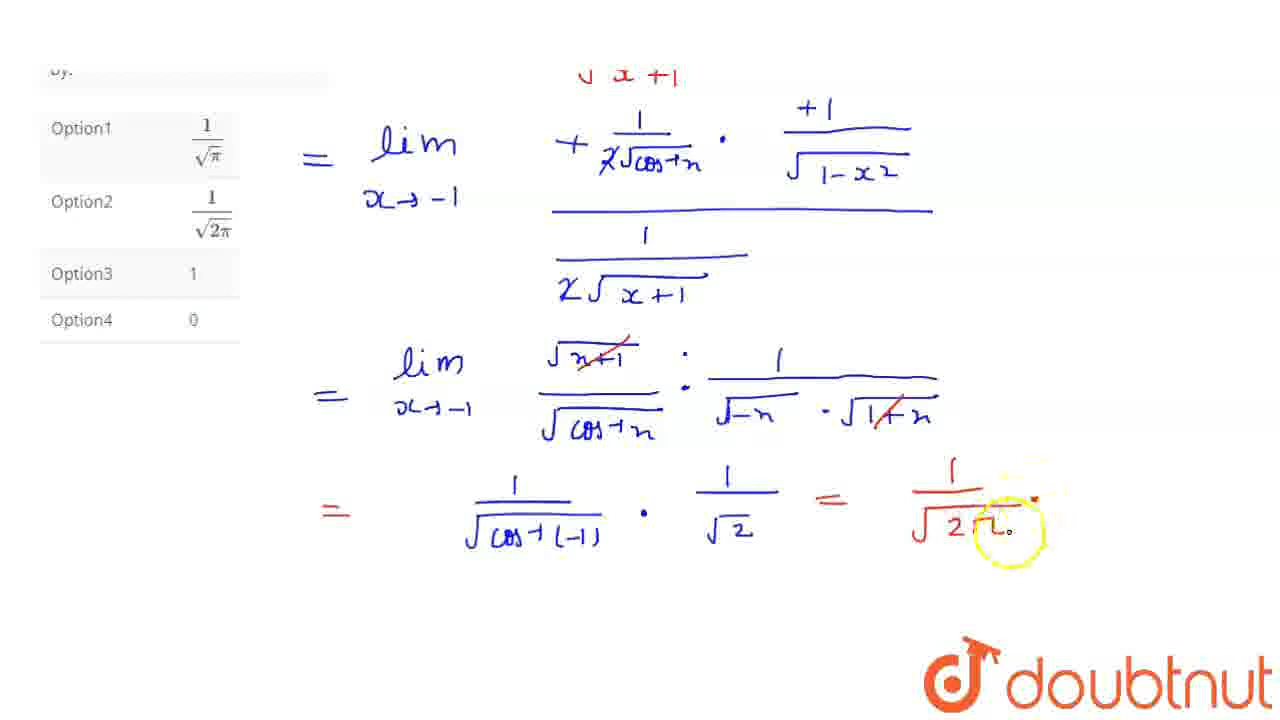 by:
√x+1
Option1 1/√π
= lim x→-1 (+ 1/(2√cos⁻¹x) · +1/√(1-x²)) / (1/(2√(x+1)))
Option2 1/√2π
Option3 1
Option4 0
= lim x→-1 √(x+1)/√(cos⁻¹x) · 1/(√(-x) · √(1+x))
= 1/√(cos⁻¹(-1)) · 1/√2 = 1/√2π.
doubtnut